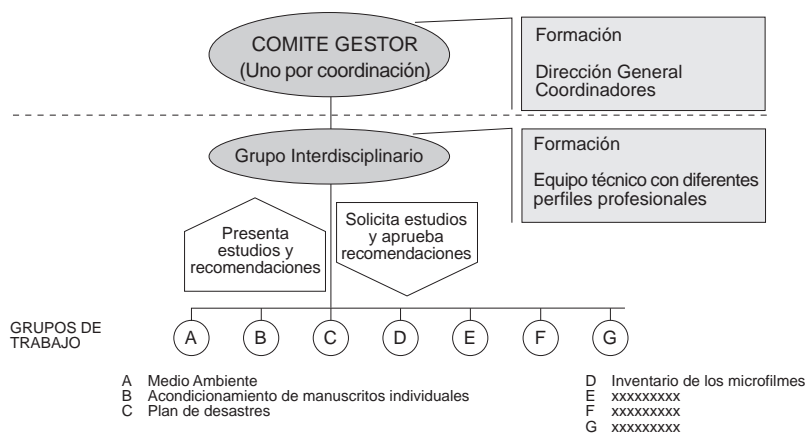 COMITE GESTOR
(Uno por coordinación)
Formación
Dirección General
Coordinadores
Grupo Interdisciplinario
Formación
Equipo técnico con diferentes
perfiles profesionales
Presenta
estudios y
recomendaciones
Solicita estudios
y aprueba
recomendaciones
GRUPOS DE
TRABAJO
A B C D E F G
A Medio Ambiente
B Acondicionamiento de manuscritos individuales
C Plan de desastres
D Inventario de los microfilmes
E xxxxxxxxx
F xxxxxxxxx
G xxxxxxxxx